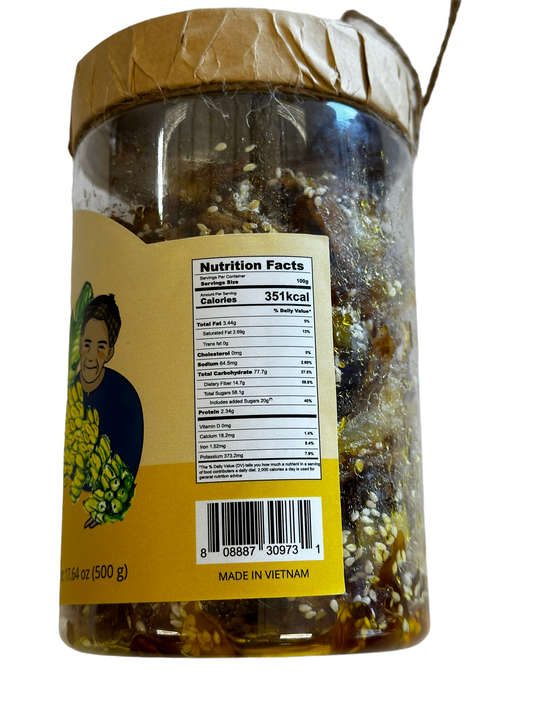 Nutrition Facts
Servings Per Container
Servings Size 100g
Amount Per Serving
Calories 351kcal
% Daily Value*
Total Fat 3.44g 5%
Saturated Fat 2.69g 13%
Trans fat 0g
Cholesterol 0mg 0%
Sodium 64.5mg 2.69%
Total Carbohydrate 77.7g 27.5%
Dietary Fiber 14.7g 58.8%
Total Sugars 58.1g
Includes added Sugars 20g 40%
Protein 2.34g
Vitamin D 0mg
Calcium 18.2mg 1.4%
Iron 1.52mg 8.4%
Potassium 373.2mg 7.9%
*The % Daily Value (DV) tells you how much a nutrient in a serving
of food contributers a daily diet. 2,000 calories a day is used for
general nutrition advice
8 08887 30973 1
17.64 oz (500 g)
MADE IN VIETNAM